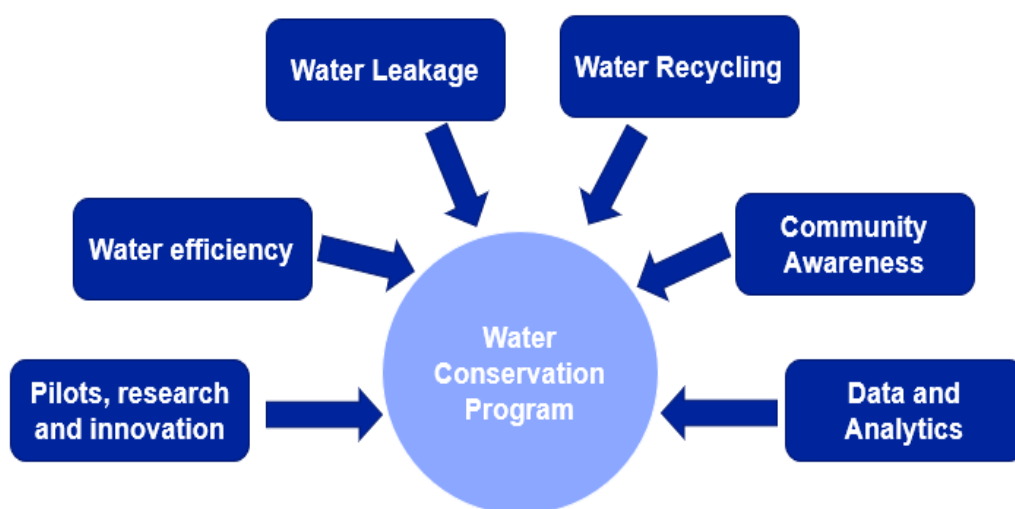 Water Leakage
Water Recycling
Water efficiency
Community
Awareness
Water
Conservation
Program
Pilots, research
and innovation
Data and
Analytics